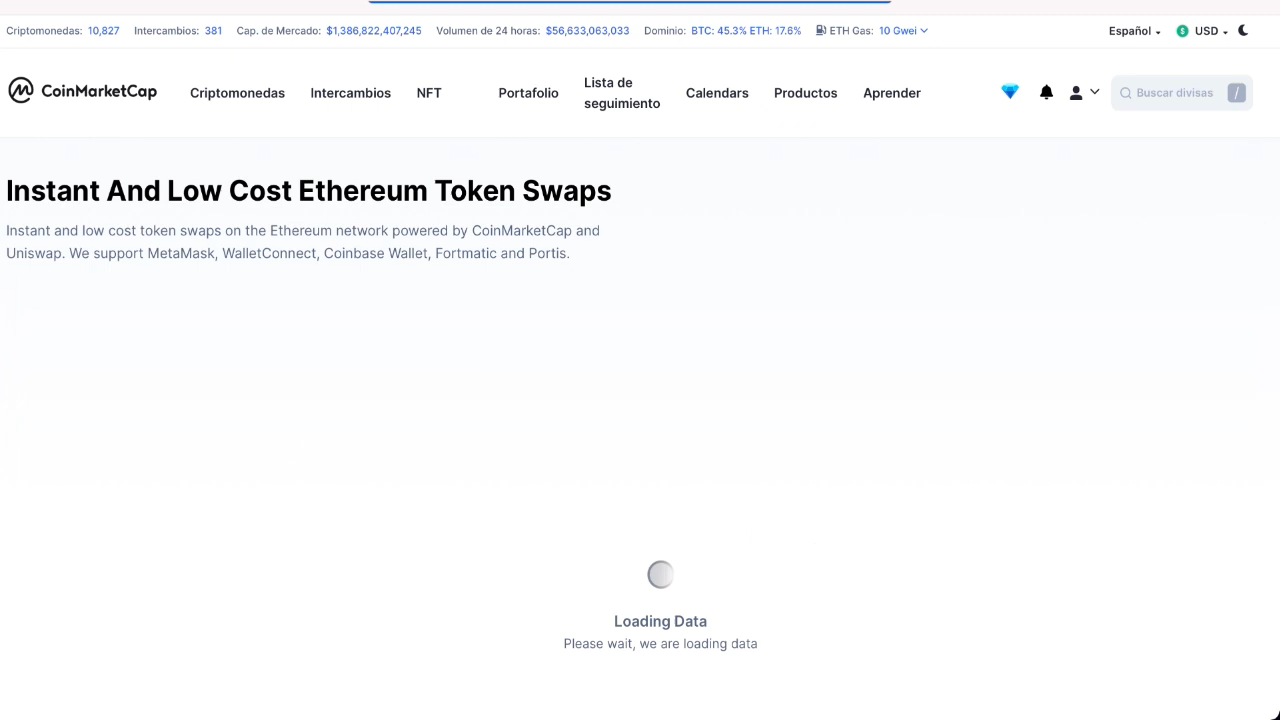 Criptomonedas: 10,827 Intercambios: 381 Cap. de Mercado: $1,386,822,407,245 Volumen de 24 horas: $56,633,063,033 Dominio: BTC: 45.3% ETH: 17.6% ETH Gas: 10 Gwei Español USD
CoinMarketCap Criptomonedas Intercambios NFT Portafolio Lista de seguimiento Calendars Productos Aprender Buscar divisas /
Instant And Low Cost Ethereum Token Swaps
Instant and low cost token swaps on the Ethereum network powered by CoinMarketCap and
Uniswap. We support MetaMask, WalletConnect, Coinbase Wallet, Fortmatic and Portis.
Loading Data
Please wait, we are loading data